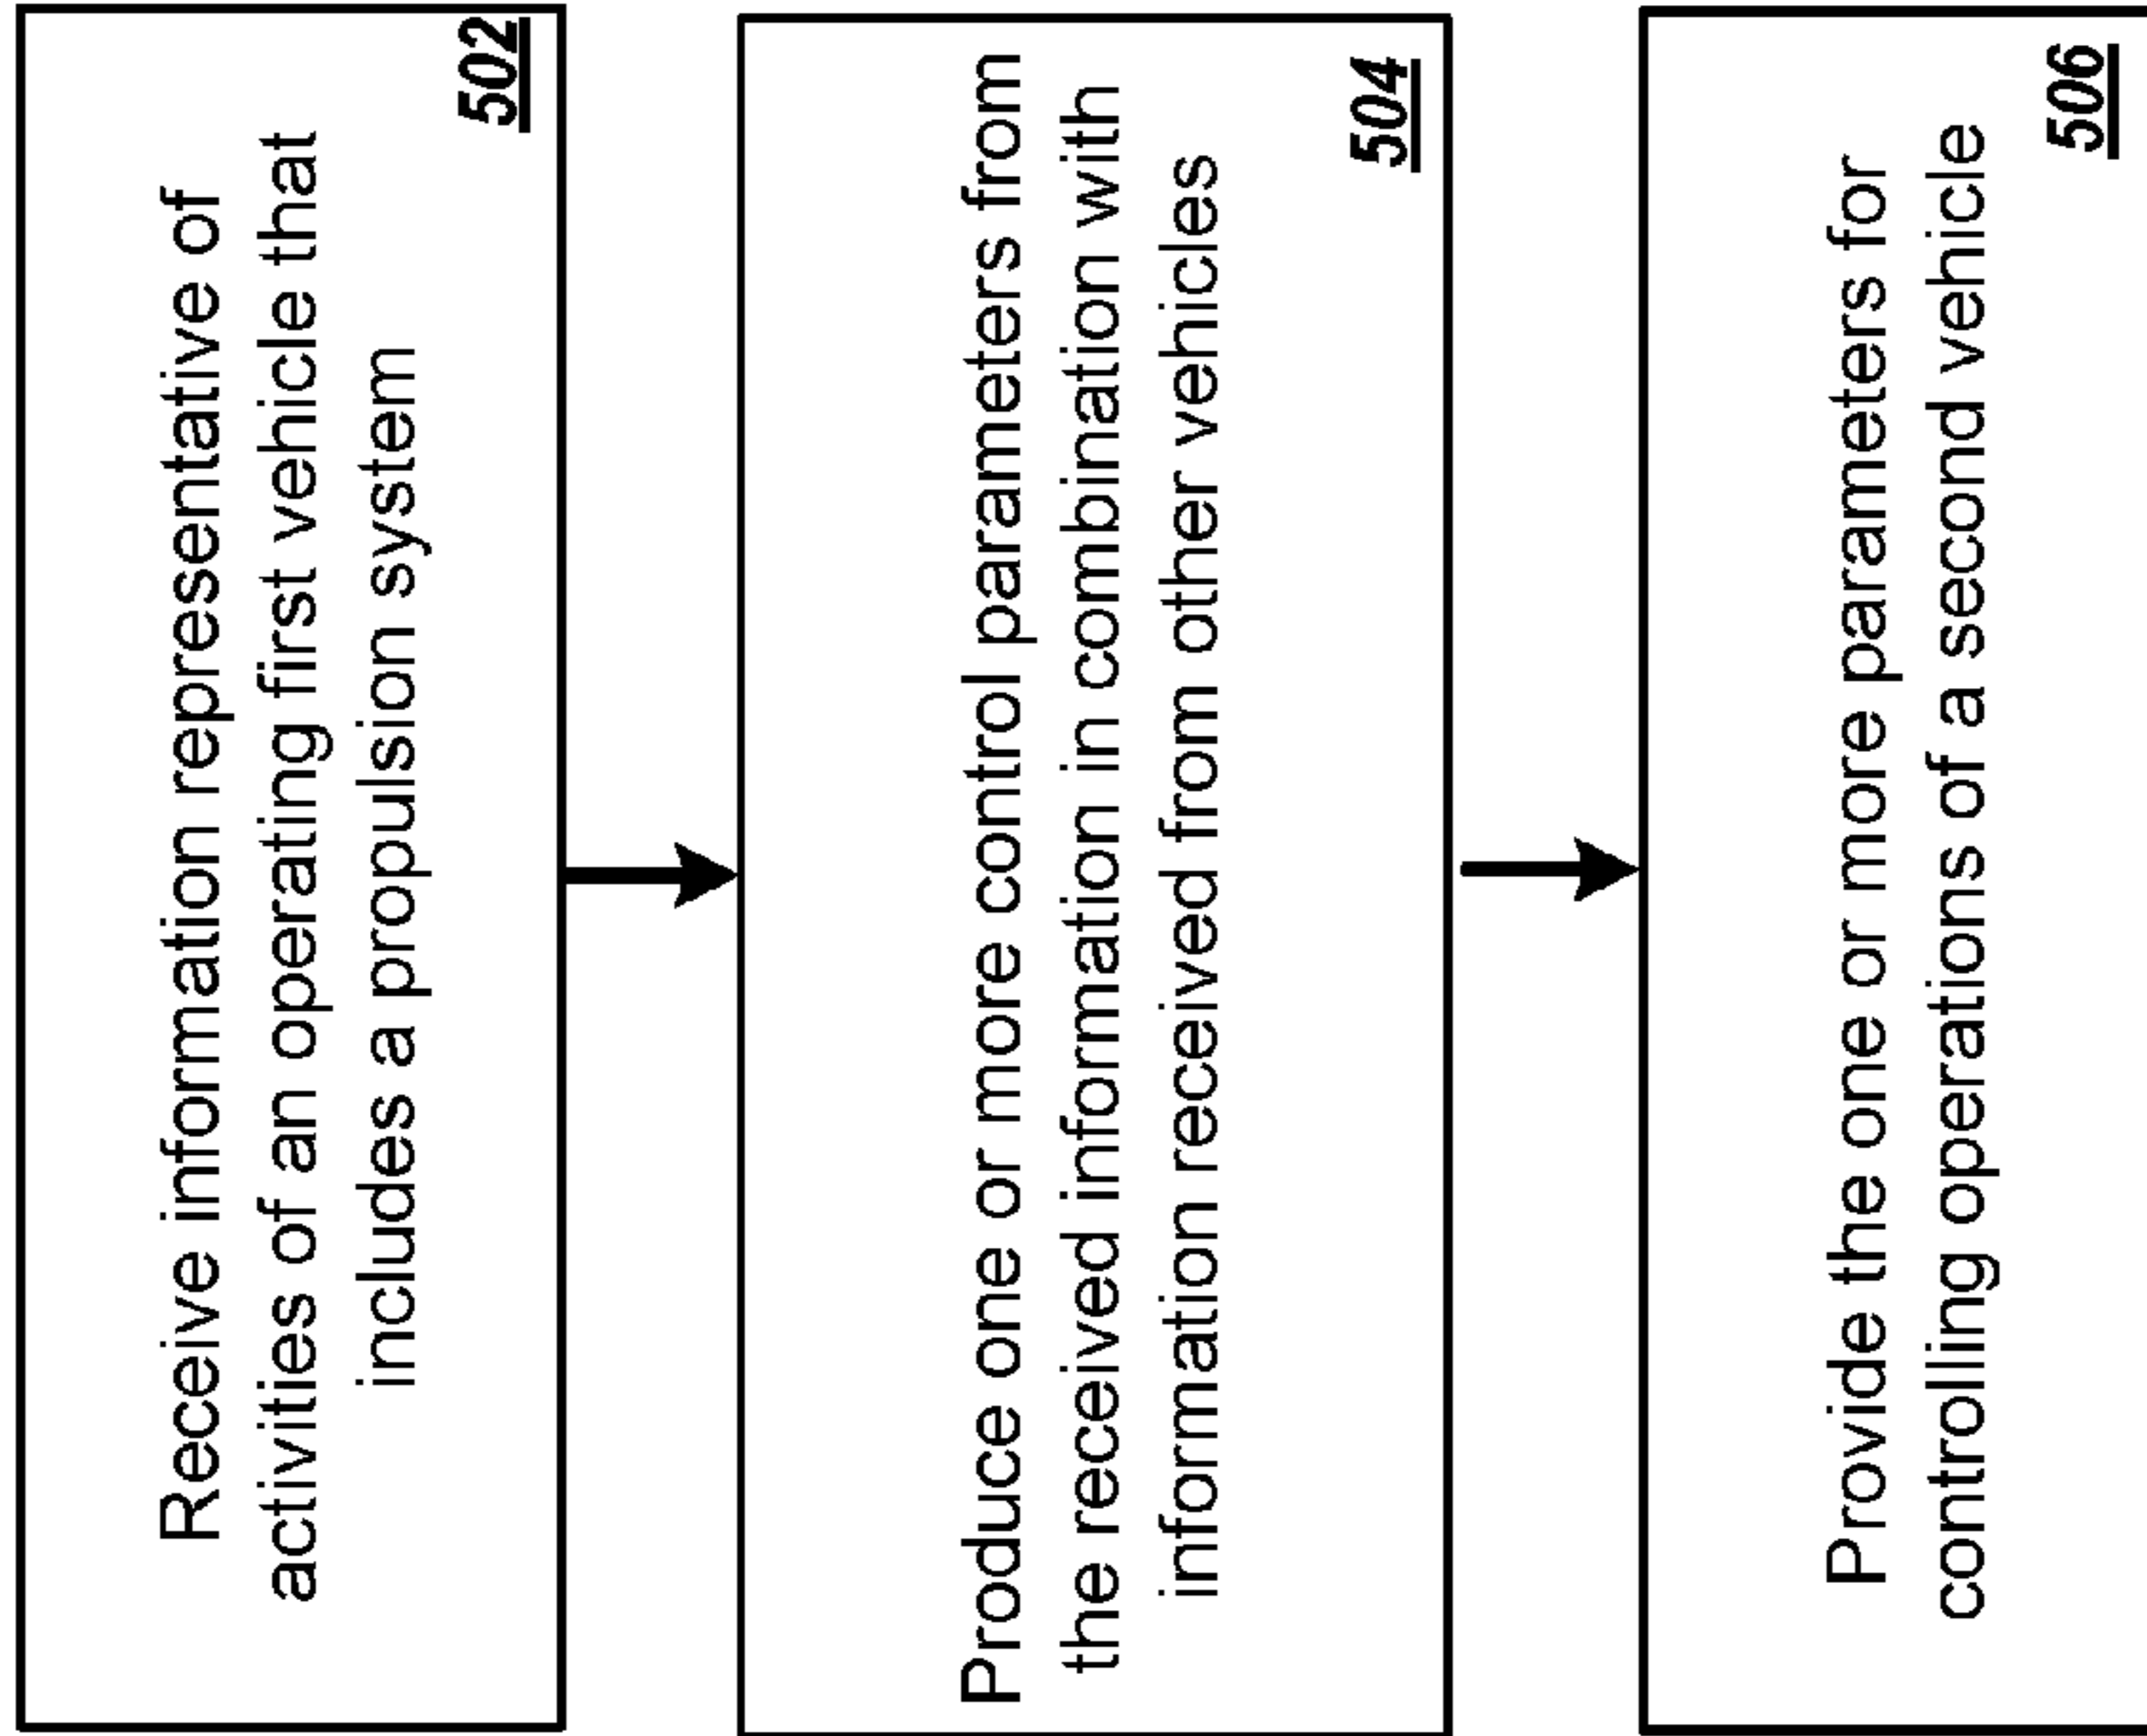 Receive information representative of
activities of an operating first vehicle that
includes a propulsion system
502
Produce one or more control parameters from
the received information in combination with
information received from other vehicles
504
Provide the one or more parameters for
controlling operations of a second vehicle
506